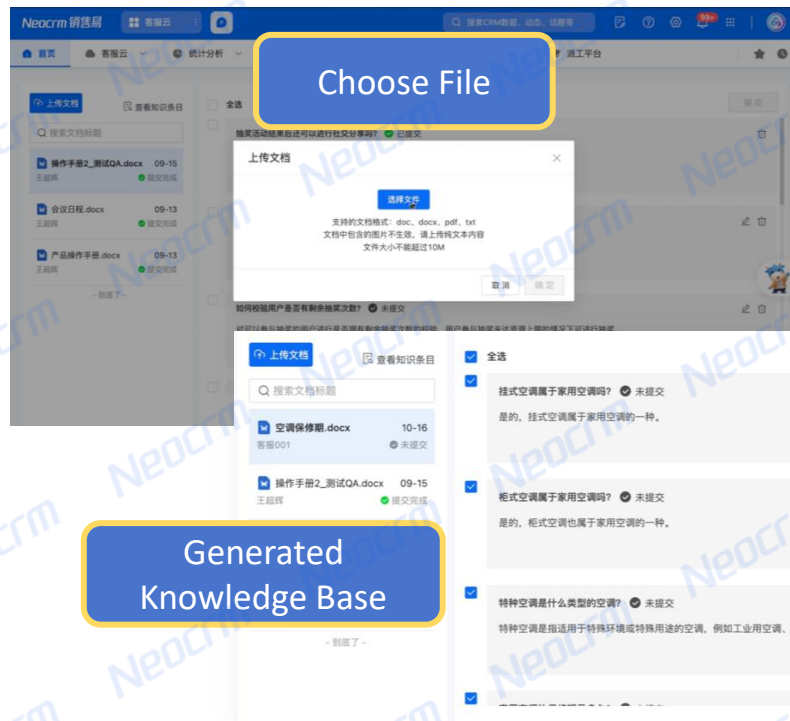 Neocrm 销售易
客服云
搜索CRM数据、动态、话题等
99+
首页
客服云
统计分析
派工平台
Choose File
上传文档
查看知识条目
全选
提交
搜索文档标题
抽奖活动结束后还可以进行社交分享吗? 已提交
操作手册2_测试QA.docx 09-15
王超辉 提交完成
会议日程.docx 09-13
王超辉 提交完成
产品操作手册.docx 09-13
王超辉 提交完成
- 到底了 -
上传文档
选择文件
支持的文档格式: doc、docx、pdf、txt
文档中包含的图片不生效, 请上传纯文本内容
文件大小不能超过10M
取消
确定
如何校验用户是否有剩余抽奖次数? 未提交
上传文档
查看知识条目
全选
搜索文档标题
空调保修期.docx 10-16
客服001 未提交
操作手册2_测试QA.docx 09-15
王超辉 提交完成
挂式空调属于家用空调吗? 未提交
是的, 挂式空调属于家用空调的一种。
柜式空调属于家用空调吗? 未提交
是的, 柜式空调也属于家用空调的一种。
Generated
Knowledge Base
特种空调是什么类型的空调? 未提交
特种空调是指适用于特殊环境或特殊用途的空调, 例如工业用空调、
- 到底了 -
Neocrm